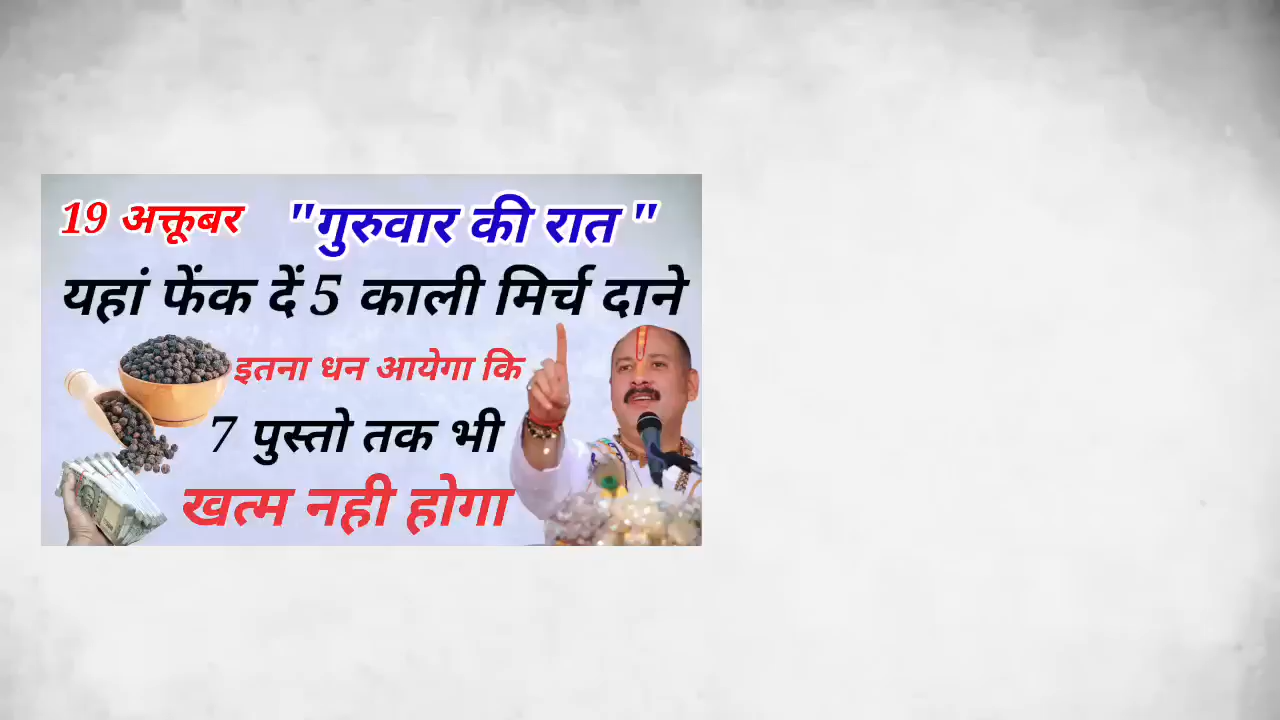 19 अक्तूबर "गुरुवार की रात "
यहां फेंक दें 5 काली मिर्च दाने
इतना धन आयेगा कि
7 पुस्तो तक भी
खत्म नही होगा